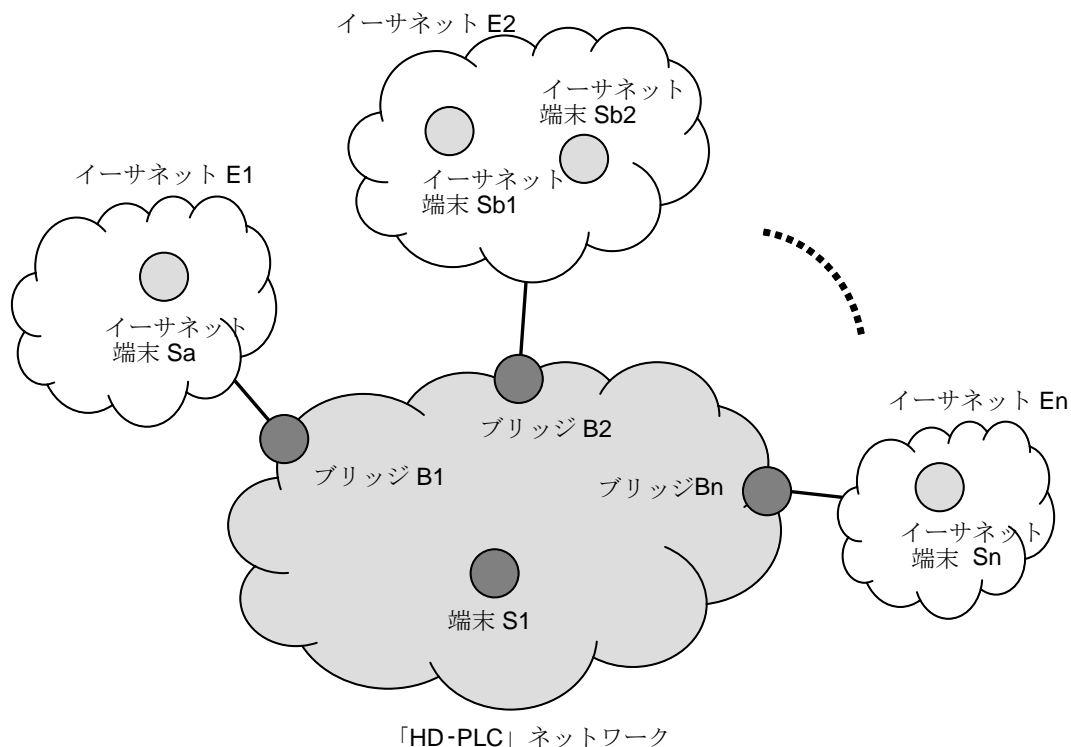 イーサネット E2
イーサネット
端末 Sb2
イーサネット
端末 Sb1
イーサネット E1
イーサネット
端末 Sa
ブリッジ B2
ブリッジ B1
イーサネット En
ブリッジBn
イーサネット
端末 Sn
端末 S1
「HD-PLC」ネットワーク